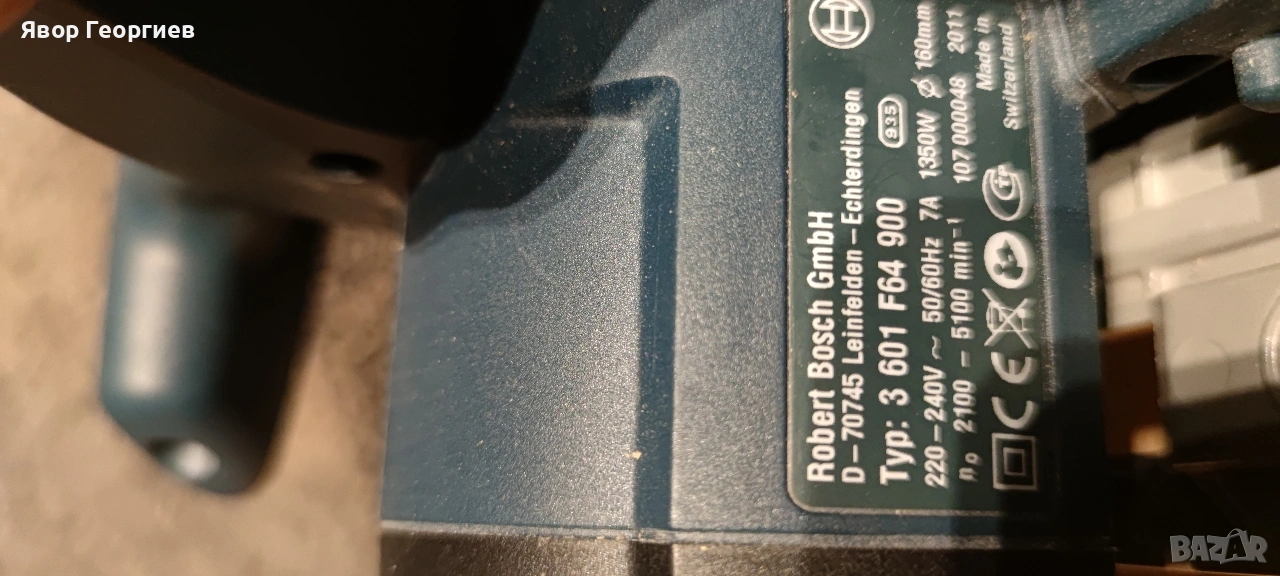 Явор Георгиев
Robert Bosch GmbH
D-70745 Leinfelden-Echterdingen
Typ: 3 601 F64 900 935
220-240V ~ 50/60Hz 7A 1350W Ø 160mm
n₀ 2100 - 5100 min⁻¹ 107 000048 2011
Made in
Switzerland
BAZAR